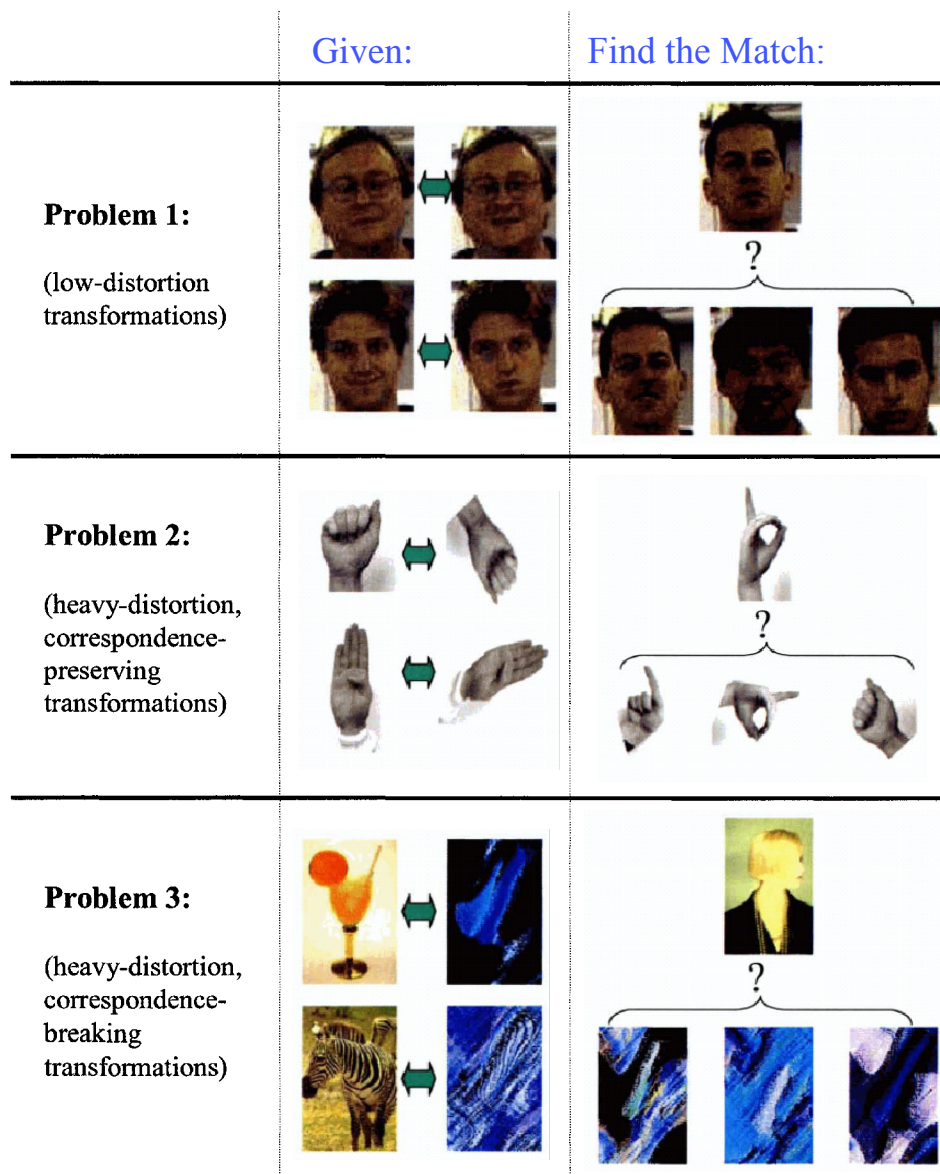 Given:
Find the Match:
Problem 1:
(low-distortion
transformations)
?
Problem 2:
(heavy-distortion,
correspondence-
preserving
transformations)
?
Problem 3:
(heavy-distortion,
correspondence-
breaking
transformations)
?